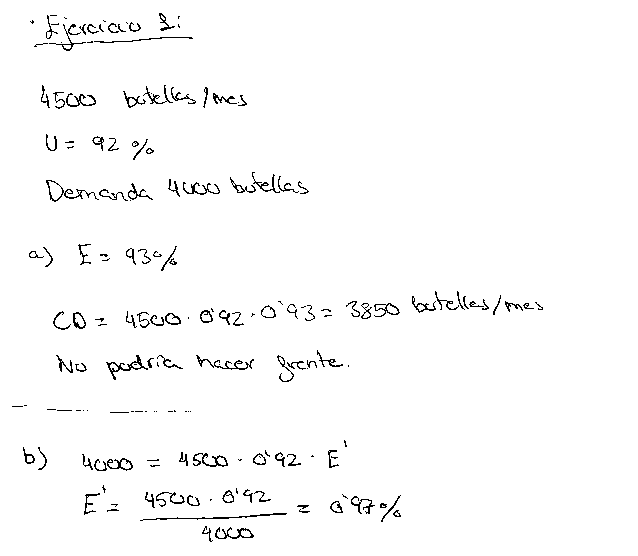 · Ejercicio 1:
4500 botellas/mes
U = 92 %
Demanda 4000 botellas
a) E = 93%
CD = 4500 · 0'92 · 0'93 = 3850 botellas/mes
No podría hacer frente.
b) 4000 = 4500 · 0'92 · E'
E' = 4500 · 0'92 / 4000 = 0'97%